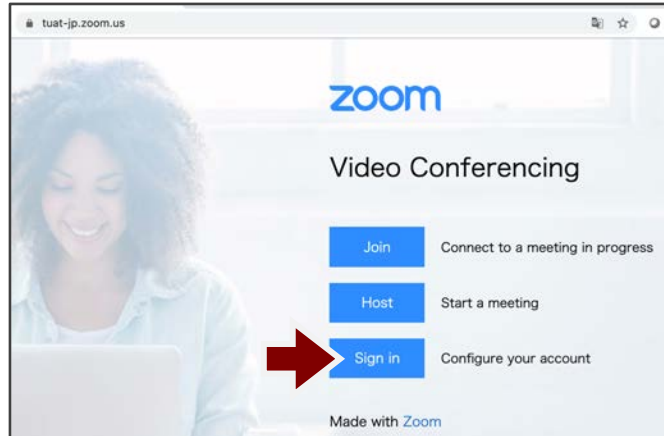 tuat-jp.zoom.us
zoom
Video Conferencing
Join Connect to a meeting in progress
Host Start a meeting
Sign in Configure your account
Made with Zoom